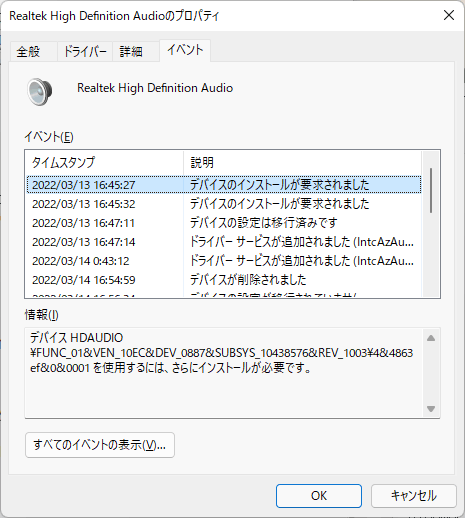 Realtek High Definition Audioのプロパティ
全般 ドライバー 詳細 イベント
Realtek High Definition Audio
イベント(E)
タイムスタンプ 説明
2022/03/13 16:45:27 デバイスのインストールが要求されました
2022/03/13 16:45:32 デバイスのインストールが要求されました
2022/03/13 16:47:11 デバイスの設定は移行済みです
2022/03/13 16:47:14 ドライバー サービスが追加されました (IntcAzAu...
2022/03/14 0:43:12 ドライバー サービスが追加されました (IntcAzAu...
2022/03/14 16:54:59 デバイスが削除されました
情報(I)
デバイス HDAUDIO
¥FUNC_01&VEN_10EC&DEV_0887&SUBSYS_10438576&REV_1003¥4&4863
ef&0&0001 を使用するには、さらにインストールが必要です。
すべてのイベントの表示(V)...
OK キャンセル